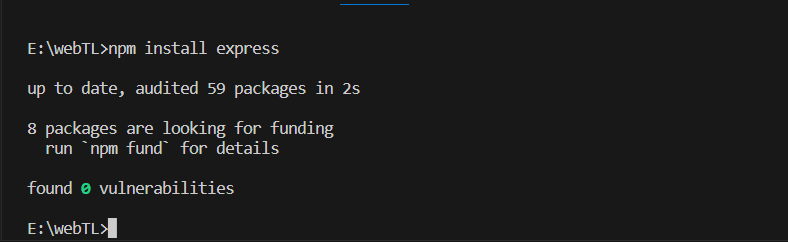 E:\webTL>npm install express
up to date, audited 59 packages in 2s
8 packages are looking for funding
  run `npm fund` for details
found 0 vulnerabilities
E:\webTL>